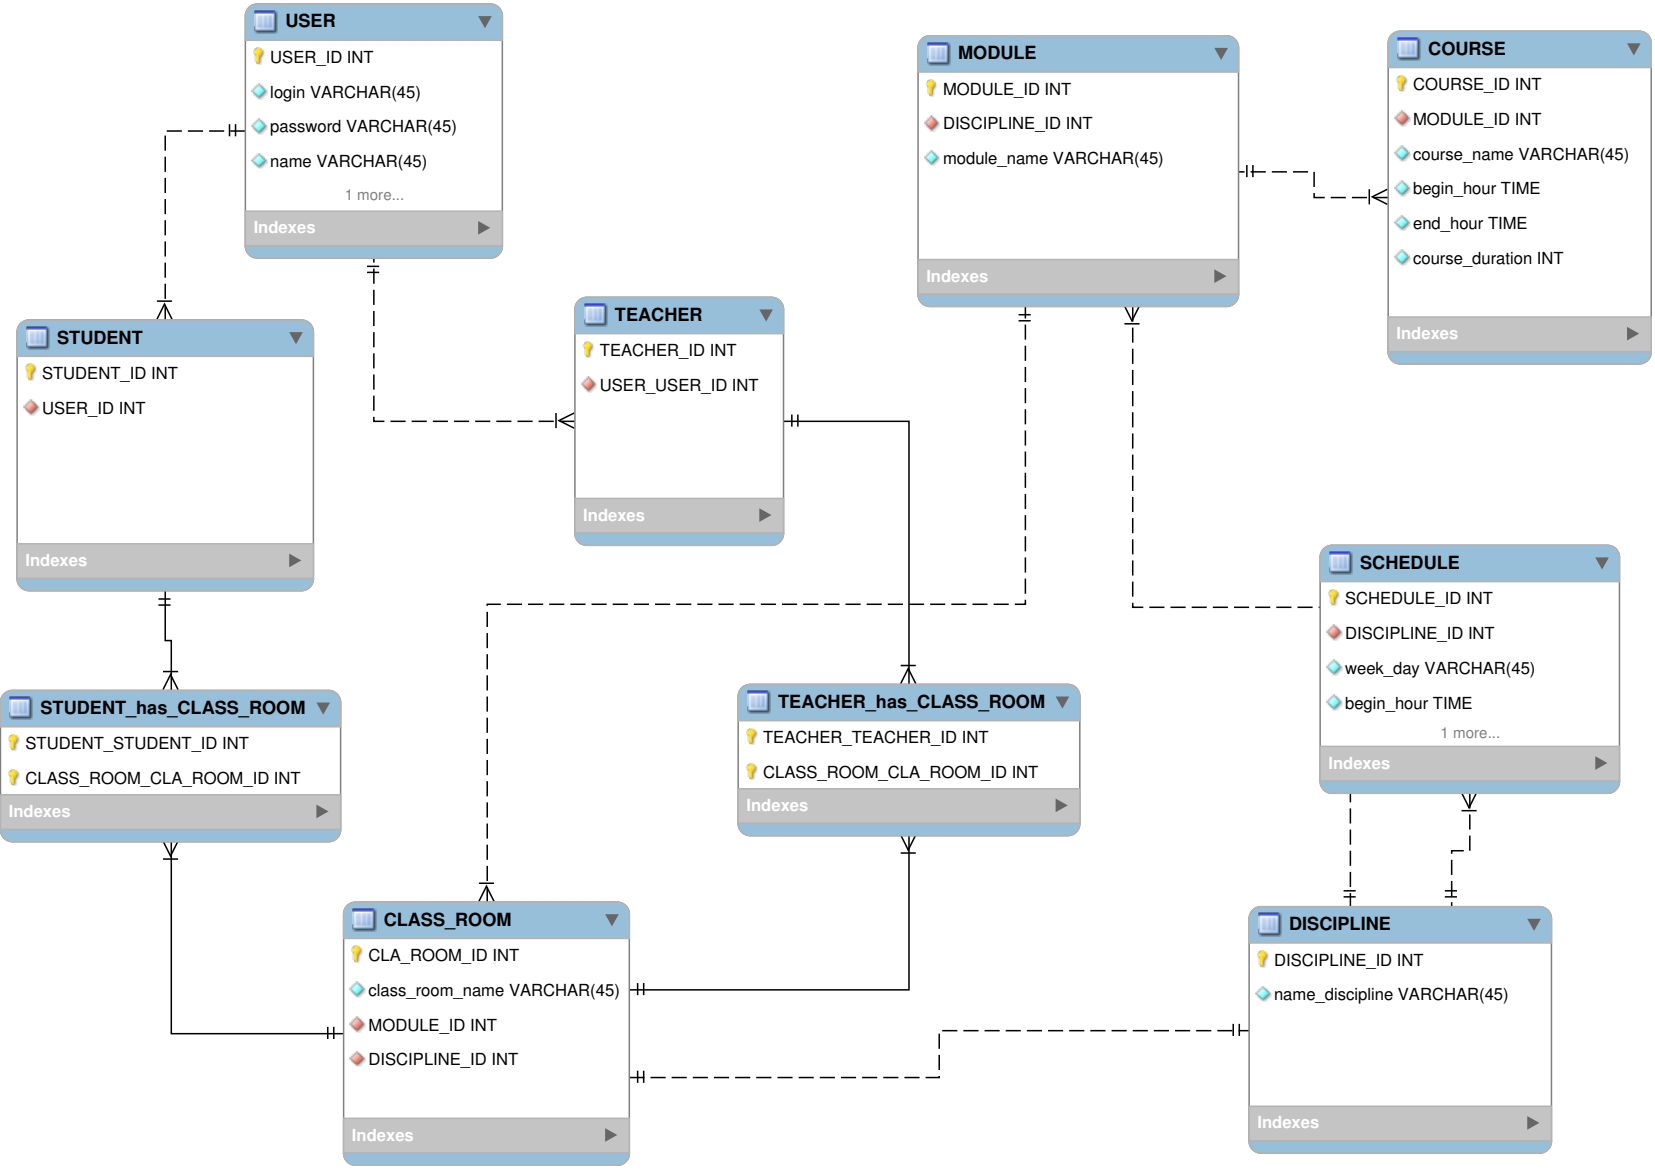 USER
USER_ID INT
login VARCHAR(45)
password VARCHAR(45)
name VARCHAR(45)
1 more...
Indexes
MODULE
MODULE_ID INT
DISCIPLINE_ID INT
module_name VARCHAR(45)
Indexes
COURSE
COURSE_ID INT
MODULE_ID INT
course_name VARCHAR(45)
begin_hour TIME
end_hour TIME
course_duration INT
Indexes
STUDENT
STUDENT_ID INT
USER_ID INT
Indexes
TEACHER
TEACHER_ID INT
USER_USER_ID INT
Indexes
SCHEDULE
SCHEDULE_ID INT
DISCIPLINE_ID INT
week_day VARCHAR(45)
begin_hour TIME
1 more...
Indexes
STUDENT_has_CLASS_ROOM
STUDENT_STUDENT_ID INT
CLASS_ROOM_CLA_ROOM_ID INT
Indexes
TEACHER_has_CLASS_ROOM
TEACHER_TEACHER_ID INT
CLASS_ROOM_CLA_ROOM_ID INT
Indexes
CLASS_ROOM
CLA_ROOM_ID INT
class_room_name VARCHAR(45)
MODULE_ID INT
DISCIPLINE_ID INT
Indexes
DISCIPLINE
DISCIPLINE_ID INT
name_discipline VARCHAR(45)
Indexes